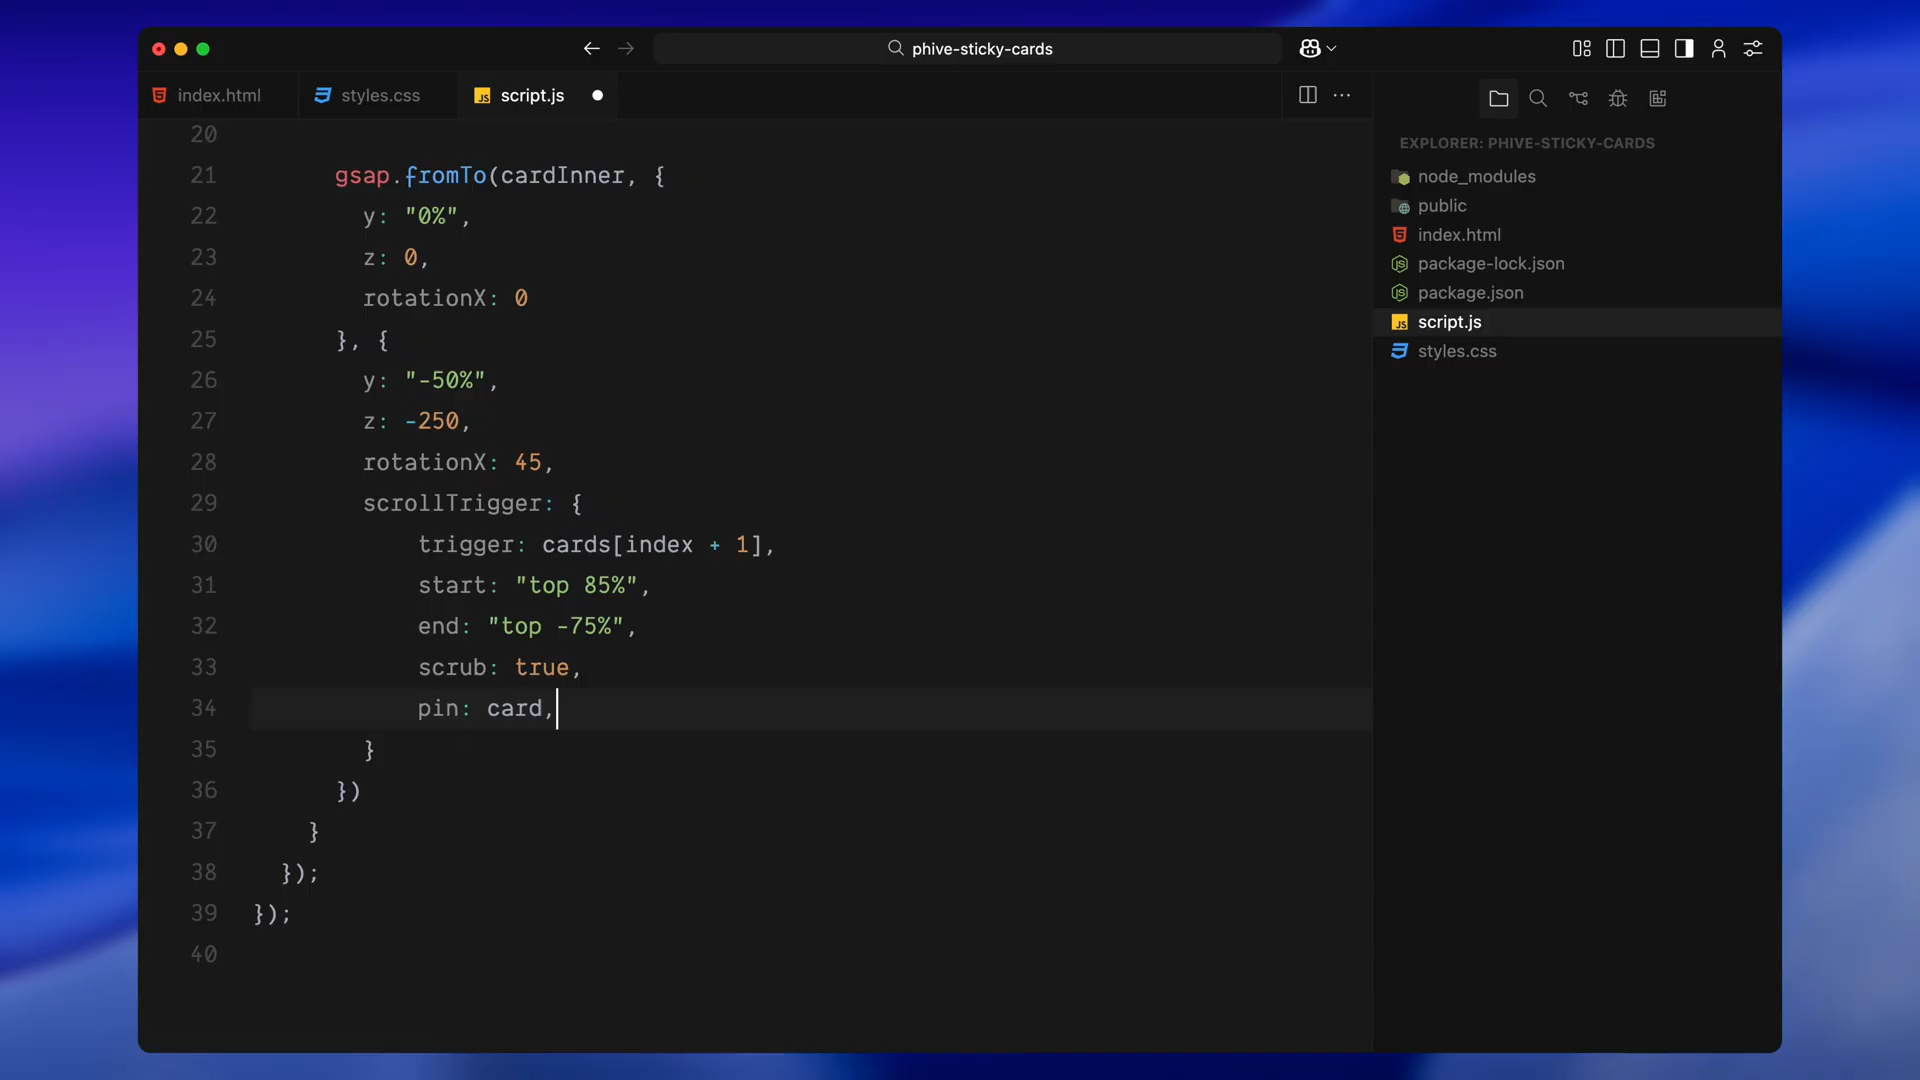 phive-sticky-cards
index.html
styles.css
script.js
EXPLORER: PHIVE-STICKY-CARDS
node_modules
public
index.html
package-lock.json
package.json
script.js
styles.css
20
21 gsap.fromTo(cardInner, {
22 y: "0%",
23 z: 0,
24 rotationX: 0
25 }, {
26 y: "-50%",
27 z: -250,
28 rotationX: 45,
29 scrollTrigger: {
30 trigger: cards[index + 1],
31 start: "top 85%",
32 end: "top -75%",
33 scrub: true,
34 pin: card,
35 }
36 })
37 }
38 });
39 });
40